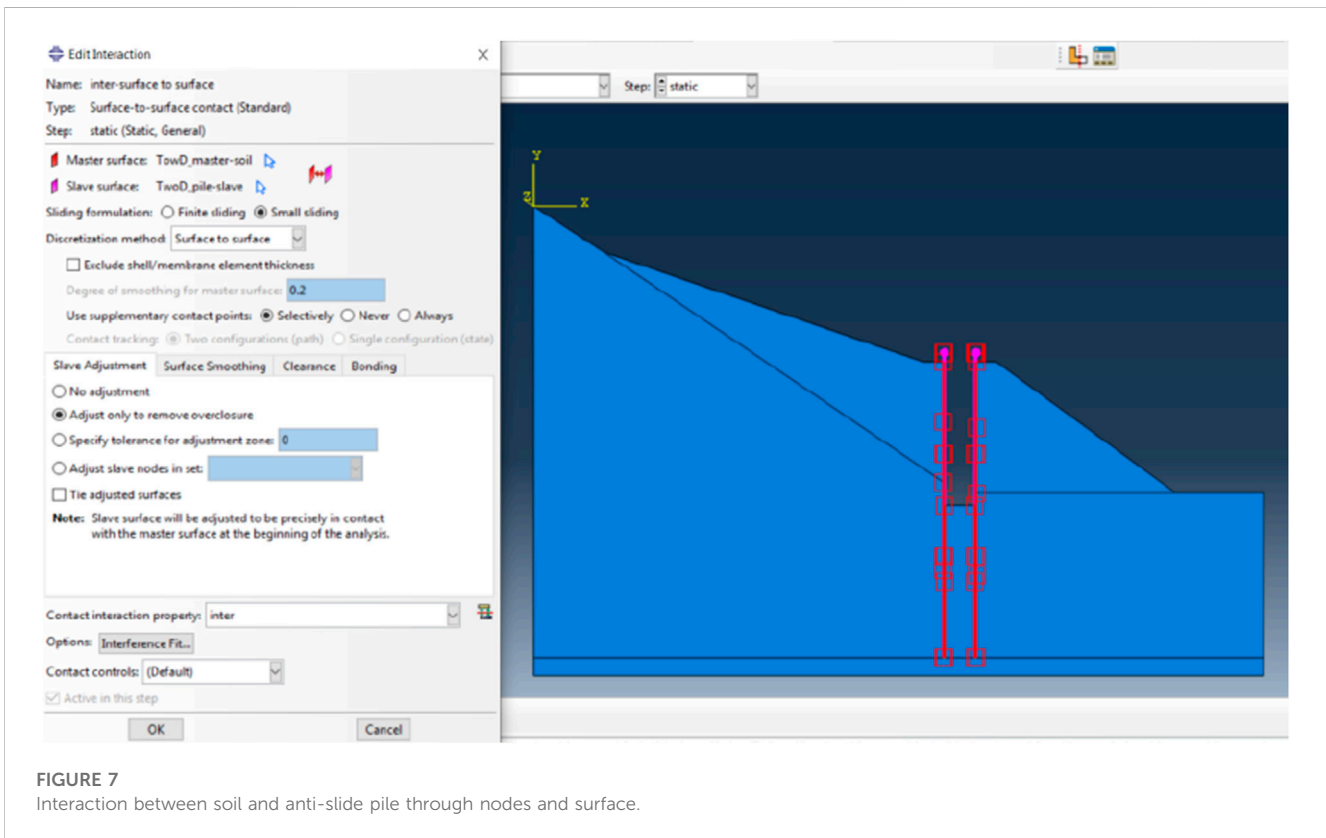 Edit Interaction
X
Name: inter-surface to surface
Type: Surface-to-surface contact (Standard)
Step: static (Static, General)
Master surface: TowD_master-soil
Slave surface: TwoD_pile-slave
Sliding formulation: Finite sliding Small sliding
Discretization method: Surface to surface
Exclude shell/membrane element thickness
Degree of smoothing for master surface: 0.2
Use supplementary contact points: Selectively Never Always
Contact tracking: Two configurations (path) Single configuration (state)
Slave Adjustment Surface Smoothing Clearance Bonding
No adjustment
Adjust only to remove overclosure
Specify tolerance for adjustment zone: 0
Adjust slave nodes in set:
Tie adjusted surfaces
Note: Slave surface will be adjusted to be precisely in contact
with the master surface at the beginning of the analysis.
Contact interaction property: inter
Options: Interference Fit...
Contact controls: (Default)
Active in this step
OK Cancel
Step: static
Y
Z
X
FIGURE 7
Interaction between soil and anti-slide pile through nodes and surface.